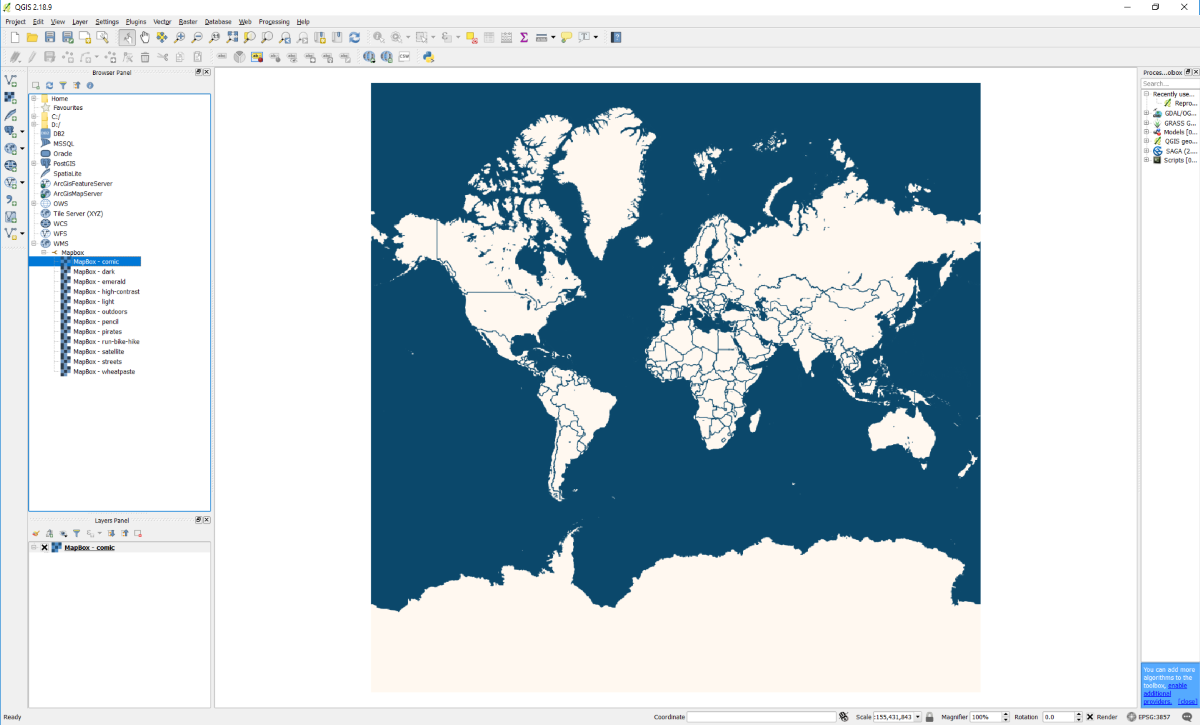 QGIS 2.18.9
Project Edit View Layer Settings Plugins Vector Raster Database Web Processing Help
Browser Panel
Home
Favourites
C:/
D:/
DB2
MSSQL
Oracle
PostGIS
SpatiaLite
ArcGisFeatureServer
ArcGisMapServer
OWS
Tile Server (XYZ)
WCS
WFS
WMS
Mapbox
MapBox - comic
MapBox - dark
MapBox - emerald
MapBox - high-contrast
MapBox - light
MapBox - outdoors
MapBox - pencil
MapBox - pirates
MapBox - run-bike-hike
MapBox - satellite
MapBox - streets
MapBox - wheatpaste
Layers Panel
MapBox - comic
Proces...olbox
Search...
Recently use...
Repro...
GDAL/OG...
GRASS G...
Models [0...
QGIS geo...
SAGA (2....
Scripts [0...
You can add more
algorithms to the
toolbox, enable
additional
providers. [close]
Ready
Coordinate
Scale :155,431,843
Magnifier 100%
Rotation 0.0
Render
EPSG:3857